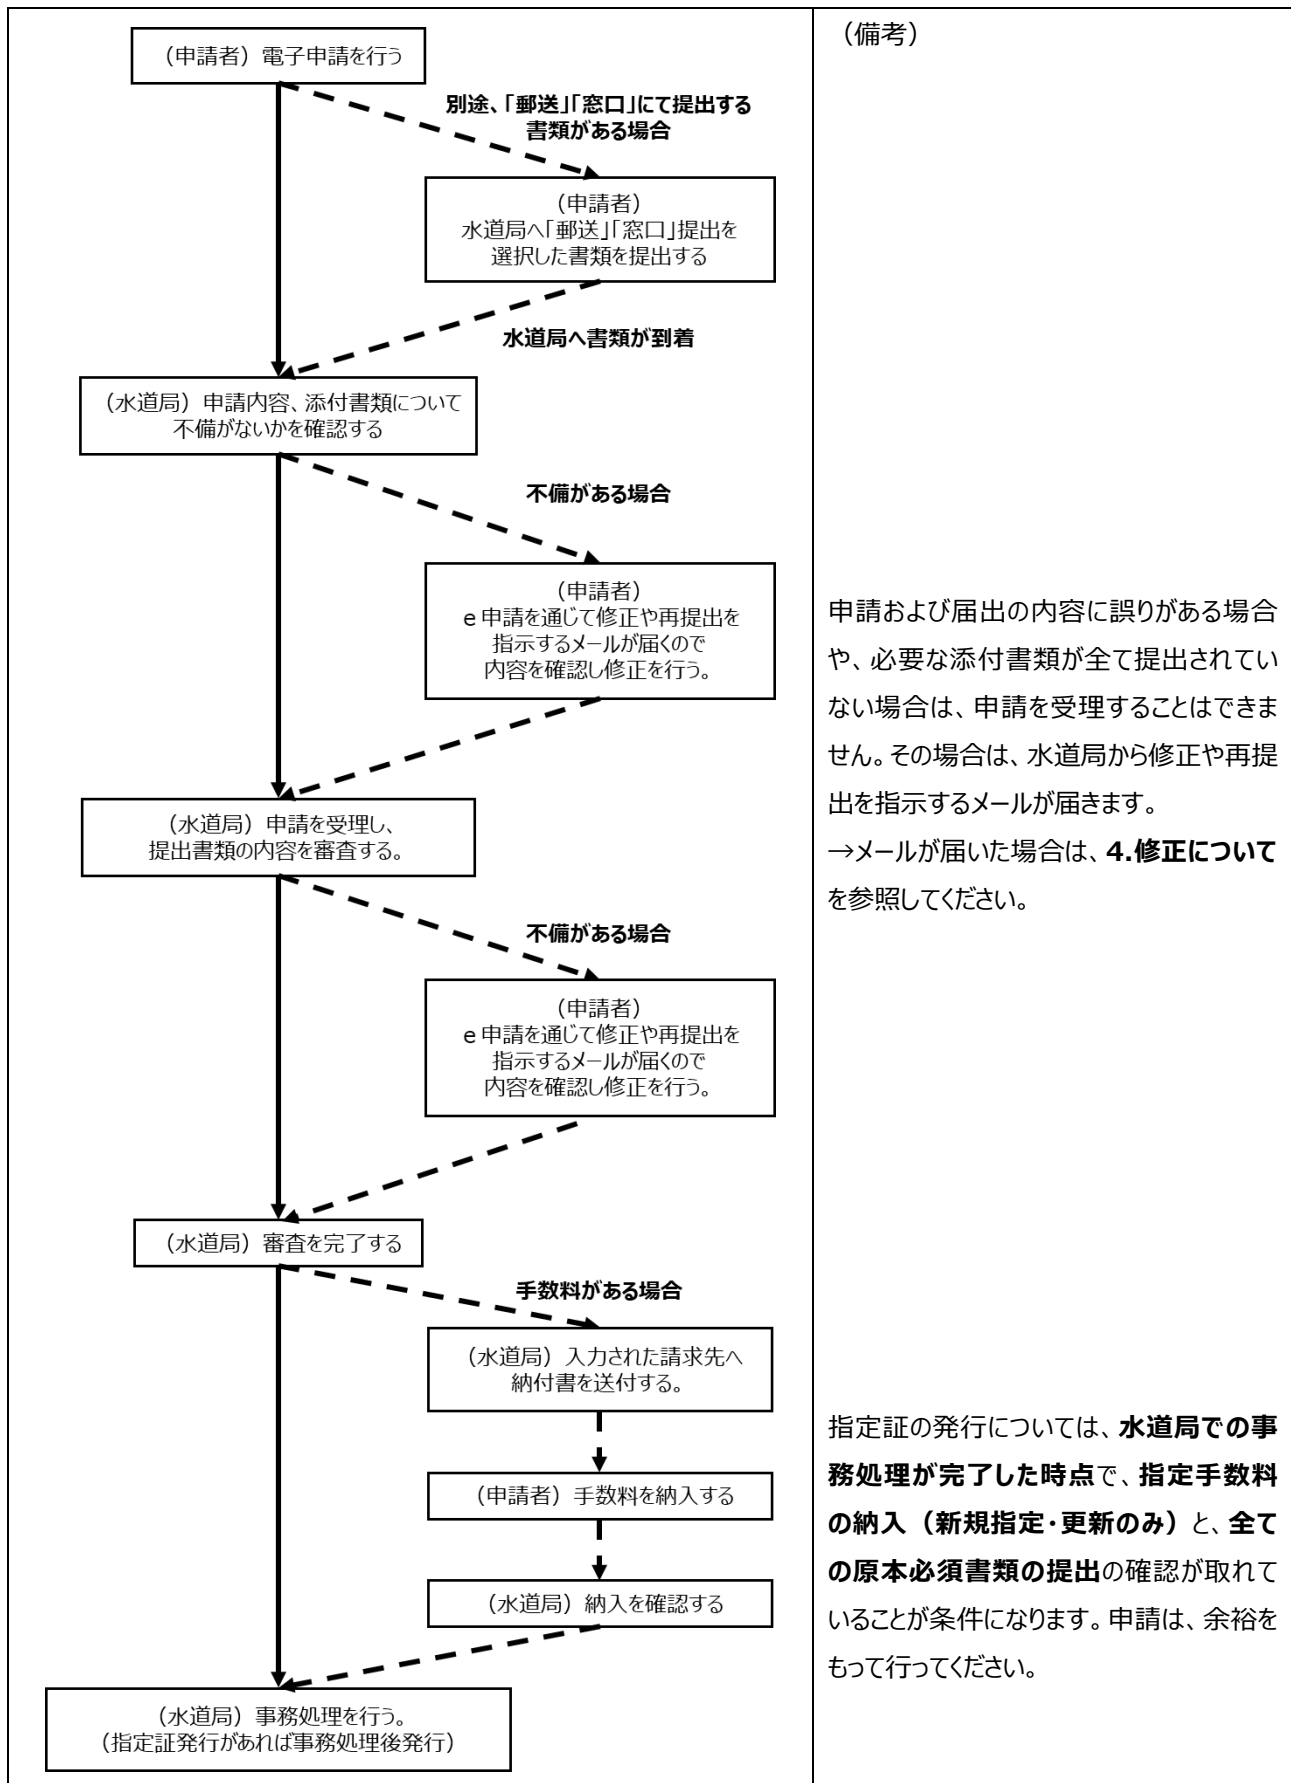 （申請者）電子申請を行う
別途、「郵送」「窓口」にて提出する
書類がある場合
（申請者）
水道局へ「郵送」「窓口」提出を
選択した書類を提出する
水道局へ書類が到着
（水道局）申請内容、添付書類について
不備がないかを確認する
不備がある場合
（申請者）
e 申請を通じて修正や再提出を
指示するメールが届くので
内容を確認し修正を行う。
（水道局）申請を受理し、
提出書類の内容を審査する。
不備がある場合
（申請者）
e 申請を通じて修正や再提出を
指示するメールが届くので
内容を確認し修正を行う。
（水道局）審査を完了する
手数料がある場合
（水道局）入力された請求先へ
納付書を送付する。
（申請者）手数料を納入する
（水道局）納入を確認する
（水道局）事務処理を行う。
（指定証発行があれば事務処理後発行）
（備考）
申請および届出の内容に誤りがある場合
や、必要な添付書類が全て提出されてい
ない場合は、申請を受理することはできま
せん。その場合は、水道局から修正や再提
出を指示するメールが届きます。
→メールが届いた場合は、4.修正について
を参照してください。
指定証の発行については、水道局での事
務処理が完了した時点で、指定手数料
の納入（新規指定・更新のみ）と、全て
の原本必須書類の提出の確認が取れて
いることが条件になります。申請は、余裕を
もって行ってください。